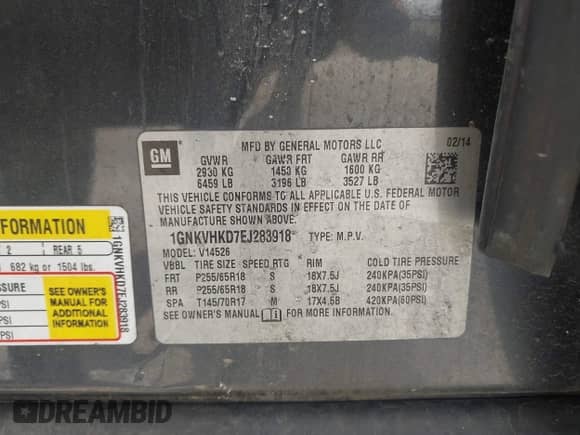 GM
MFD BY GENERAL MOTORS LLC 02/14
GVWR GAWR FRT GAWR RR
2930 KG 1450 KG 1600 KG
6459 LB 3196 LB 3527 LB
THIS VEHICLE CONFORMS TO ALL APPLICABLE U.S. FEDERAL MOTOR
VEHICLE SAFETY STANDARDS IN EFFECT ON THE DATE OF
MANUFACTURE SHOWN ABOVE.
1GNKVHKD7EJ283918 TYPE: M.P.V.
MODEL: V14526
VBBL TIRE SIZE SPEED RTG RIM COLD TIRE PRESSURE
FRT P255/65R18 S 18X7.5J 240KPA(35PSI)
RR P255/65R18 S 18X7.5J 240KPA(35PSI)
SPA T145/70R17 17X4.5B 420KPA(60PSI)
SEE OWNER'S MANUAL FOR MORE INFORMATION.
FORMATION
2 REAR 5
682 kg or 1504 lbs.
SSURE
SEE OWNER'S
MANUAL FOR
ADDITIONAL
INFORMATION
PSI
PSI
1GNKVHKD7EJ283918
DREAMBID